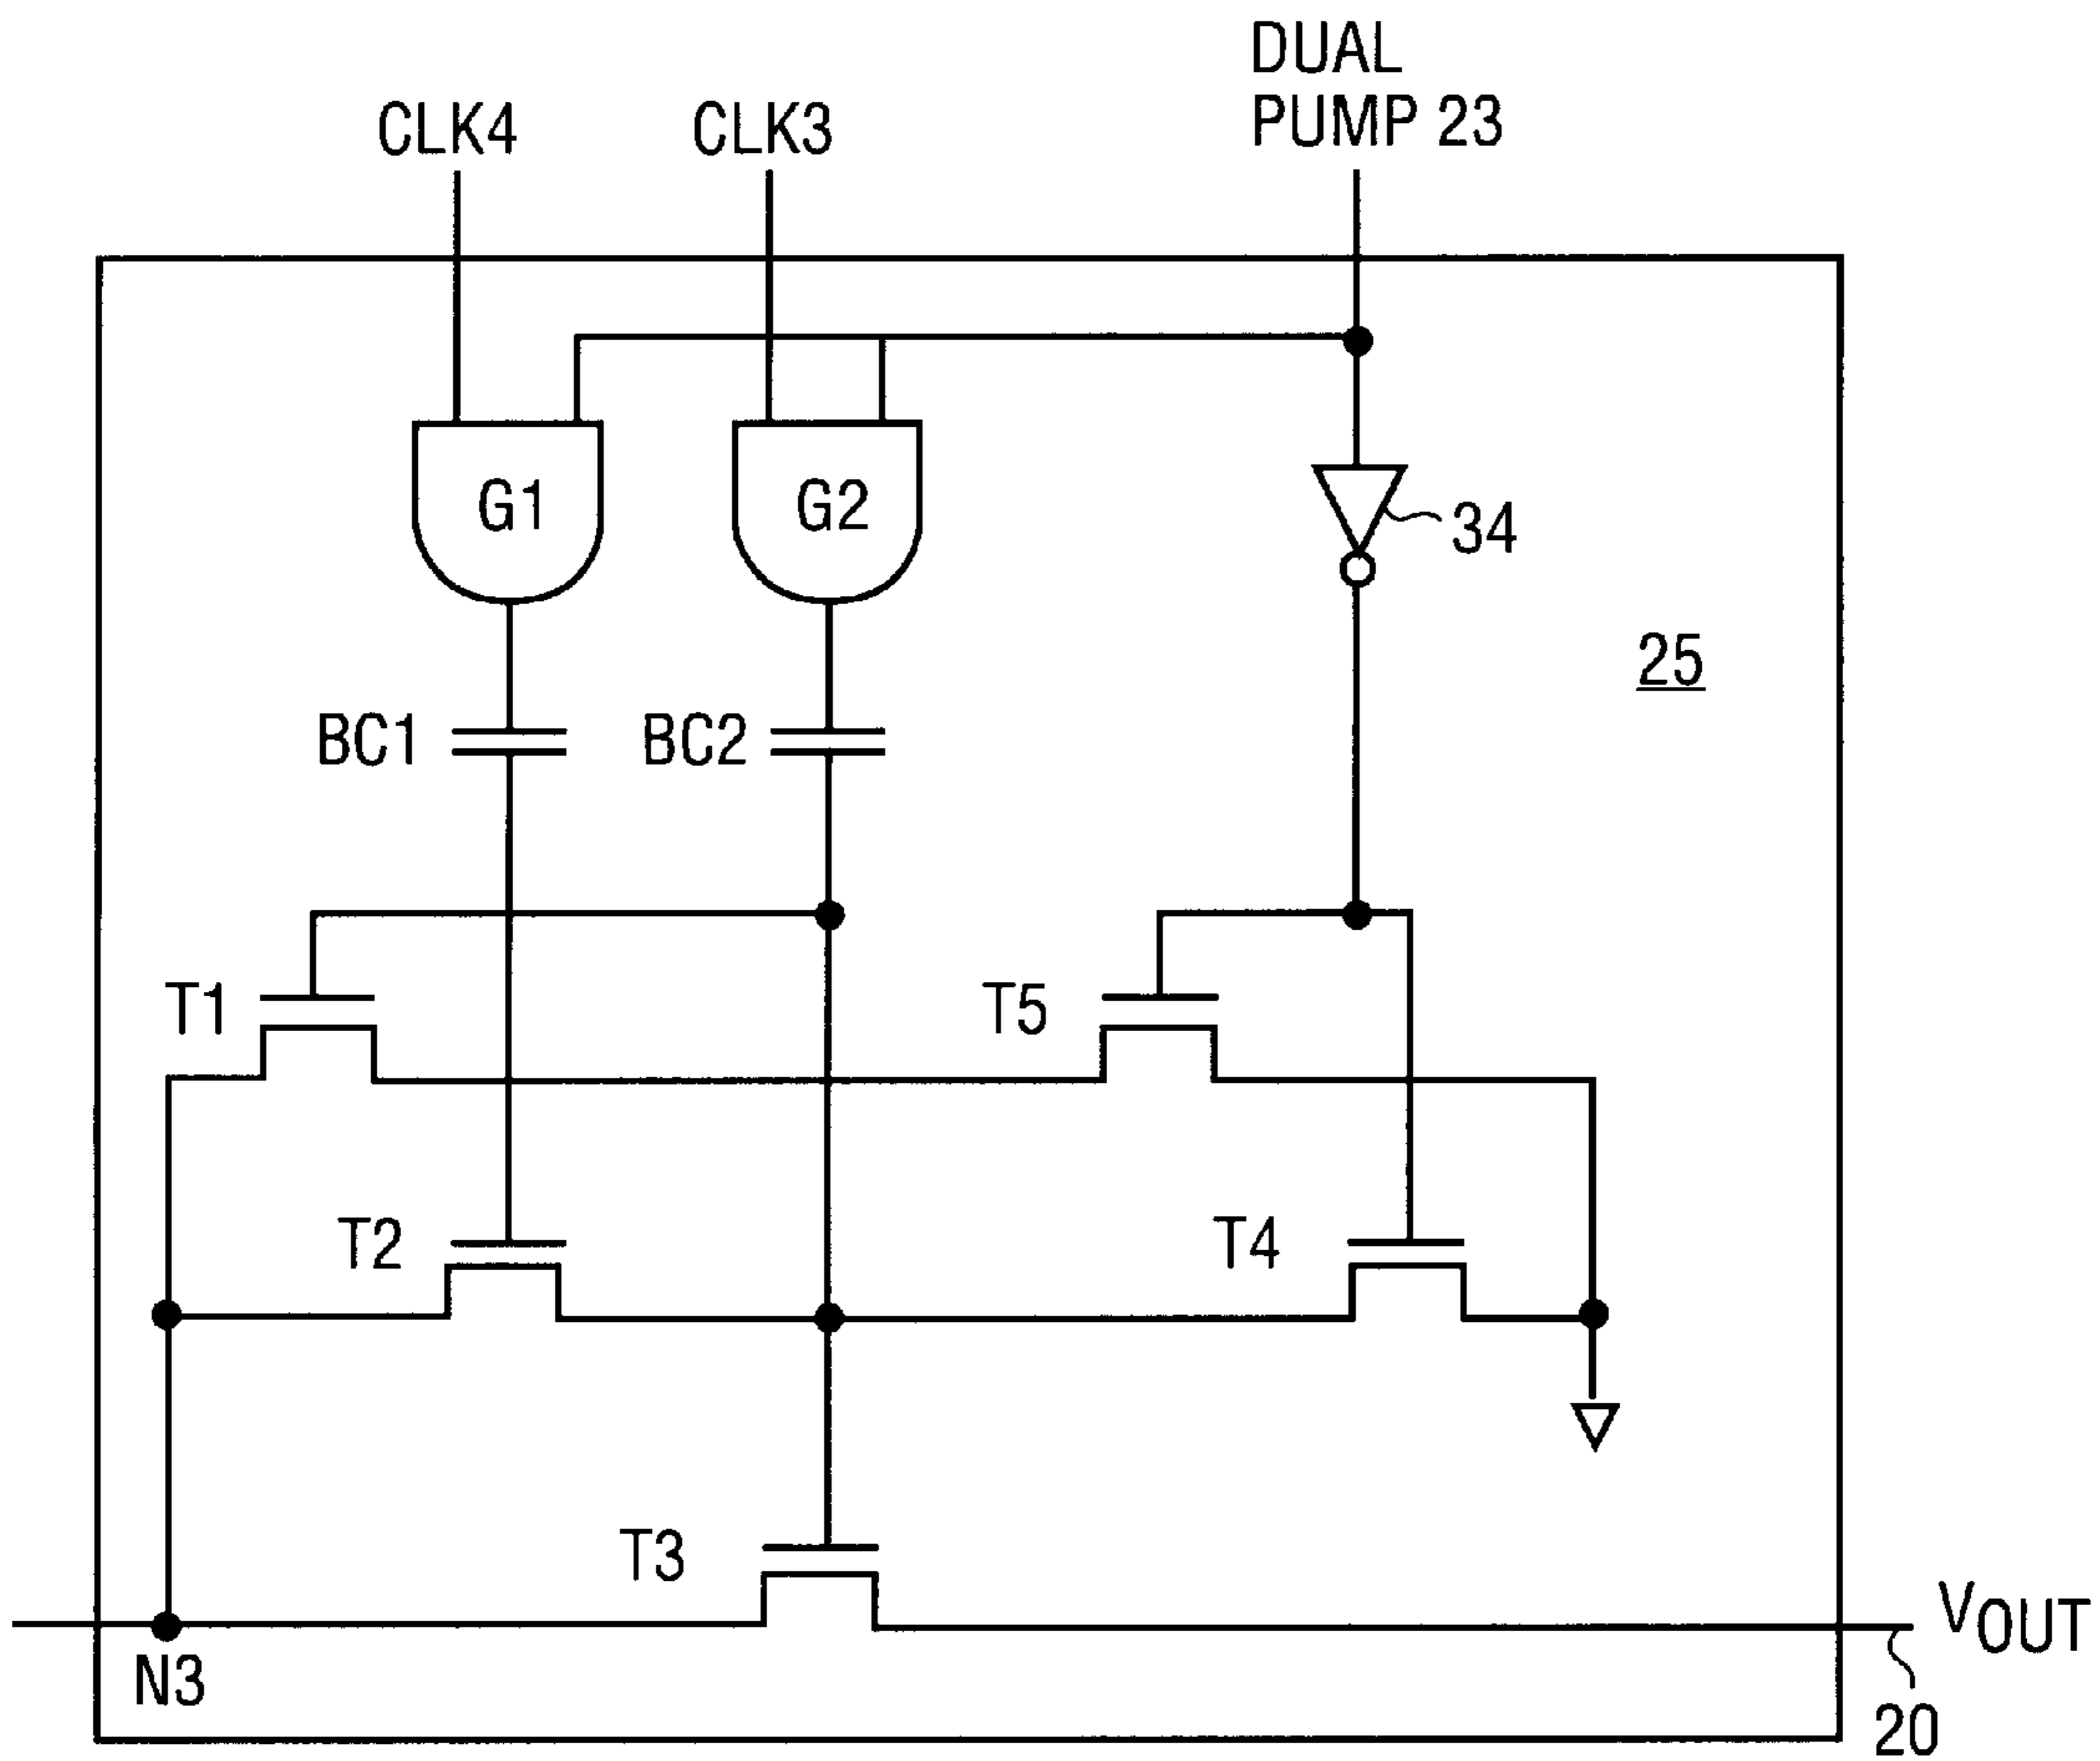 DUAL
PUMP 23
CLK4
CLK3
G1
G2
34
25
BC1
BC2
T1
T5
T2
T4
T3
VOUT
N3
20